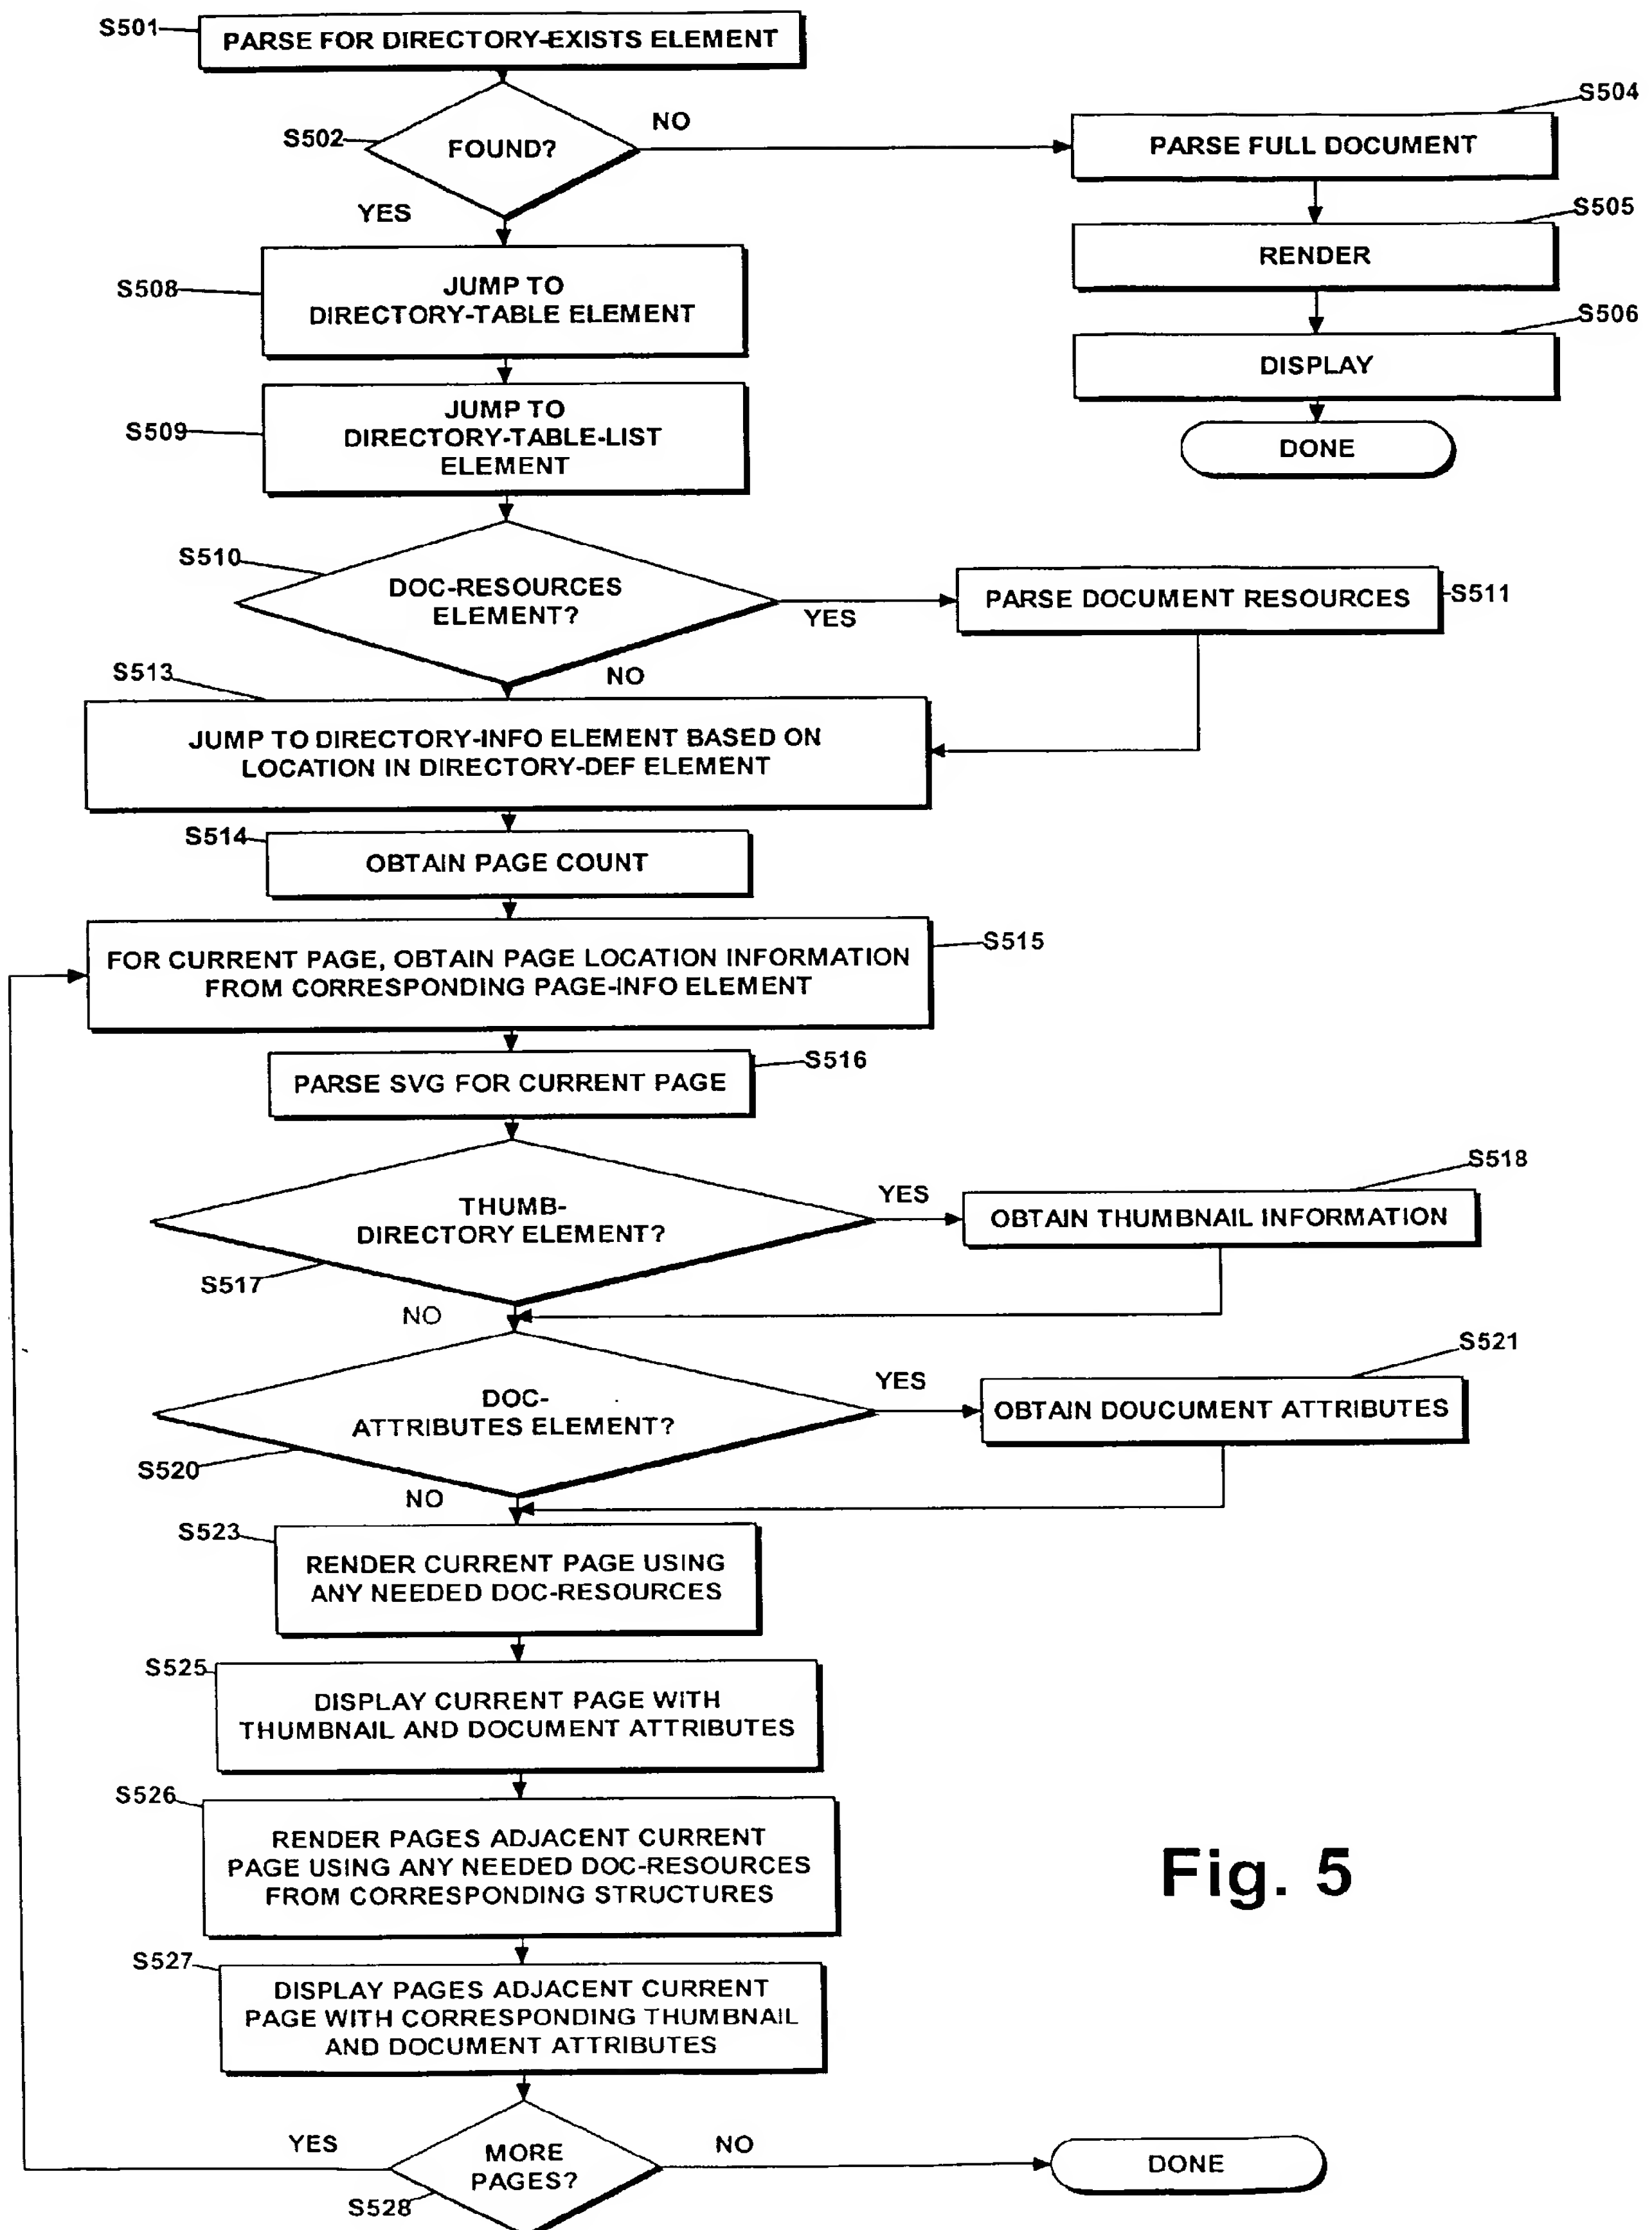 S501
PARSE FOR DIRECTORY-EXISTS ELEMENT
S502
FOUND?
NO
YES
S504
PARSE FULL DOCUMENT
S505
RENDER
S506
DISPLAY
DONE
S508
JUMP TO
DIRECTORY-TABLE ELEMENT
S509
JUMP TO
DIRECTORY-TABLE-LIST
ELEMENT
S510
DOC-RESOURCES
ELEMENT?
YES
PARSE DOCUMENT RESOURCES
S511
NO
S513
JUMP TO DIRECTORY-INFO ELEMENT BASED ON
LOCATION IN DIRECTORY-DEF ELEMENT
S514
OBTAIN PAGE COUNT
S515
FOR CURRENT PAGE, OBTAIN PAGE LOCATION INFORMATION
FROM CORRESPONDING PAGE-INFO ELEMENT
S516
PARSE SVG FOR CURRENT PAGE
THUMB-
DIRECTORY ELEMENT?
S517
YES
S518
OBTAIN THUMBNAIL INFORMATION
NO
DOC-
ATTRIBUTES ELEMENT?
S520
YES
S521
OBTAIN DOUCUMENT ATTRIBUTES
NO
S523
RENDER CURRENT PAGE USING
ANY NEEDED DOC-RESOURCES
S525
DISPLAY CURRENT PAGE WITH
THUMBNAIL AND DOCUMENT ATTRIBUTES
S526
RENDER PAGES ADJACENT CURRENT
PAGE USING ANY NEEDED DOC-RESOURCES
FROM CORRESPONDING STRUCTURES
S527
DISPLAY PAGES ADJACENT CURRENT
PAGE WITH CORRESPONDING THUMBNAIL
AND DOCUMENT ATTRIBUTES
YES
MORE
PAGES?
S528
NO
DONE
Fig. 5